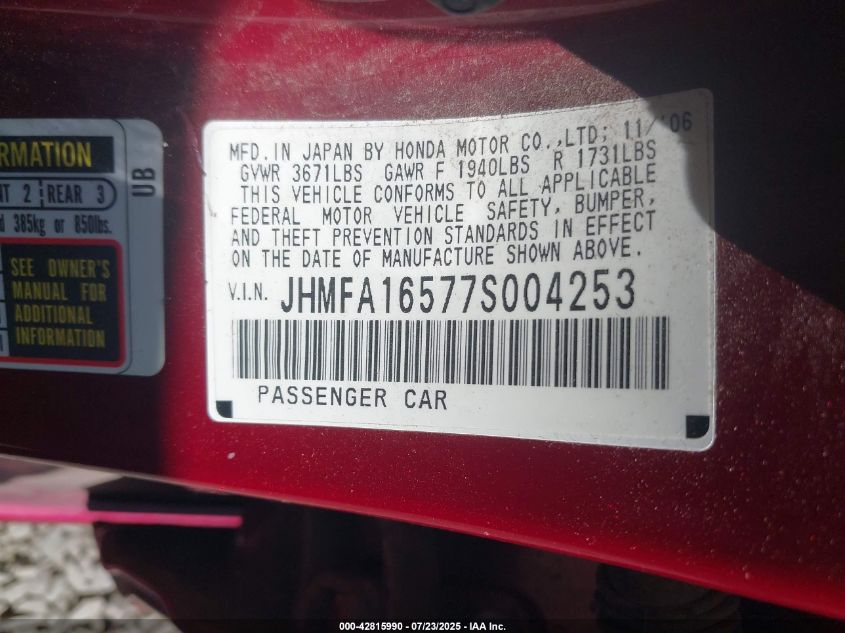 RMATION
NT 2 REAR 3
d 385kg or 850lbs.
SEE OWNER'S
MANUAL FOR
ADDITIONAL
INFORMATION
UB
MFD. IN JAPAN BY HONDA MOTOR CO.,LTD; 11/'06
GVWR 3671LBS GAWR F 1940LBS R 1731LBS
THIS VEHICLE CONFORMS TO ALL APPLICABLE
FEDERAL MOTOR VEHICLE SAFETY, BUMPER,
AND THEFT PREVENTION STANDARDS IN EFFECT
ON THE DATE OF MANUFACTURE SHOWN ABOVE.
V.I.N. JHMFA16577S004253
PASSENGER CAR
000-42815990 - 07/23/2025 - IAA Inc.